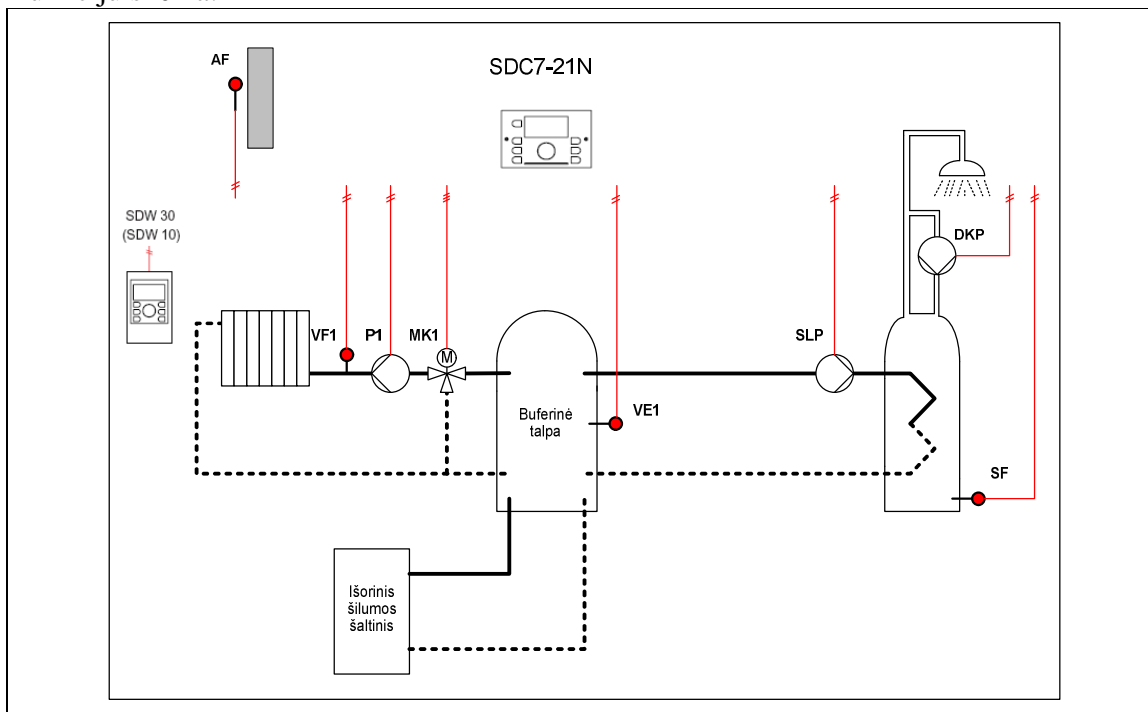 AF
SDC7-21N
SDW 30
(SDW 10)
DKP
VF1
P1
MK1
M
SLP
Buferinė
talpa
VE1
SF
Išorinis
šilumos
šaltinis